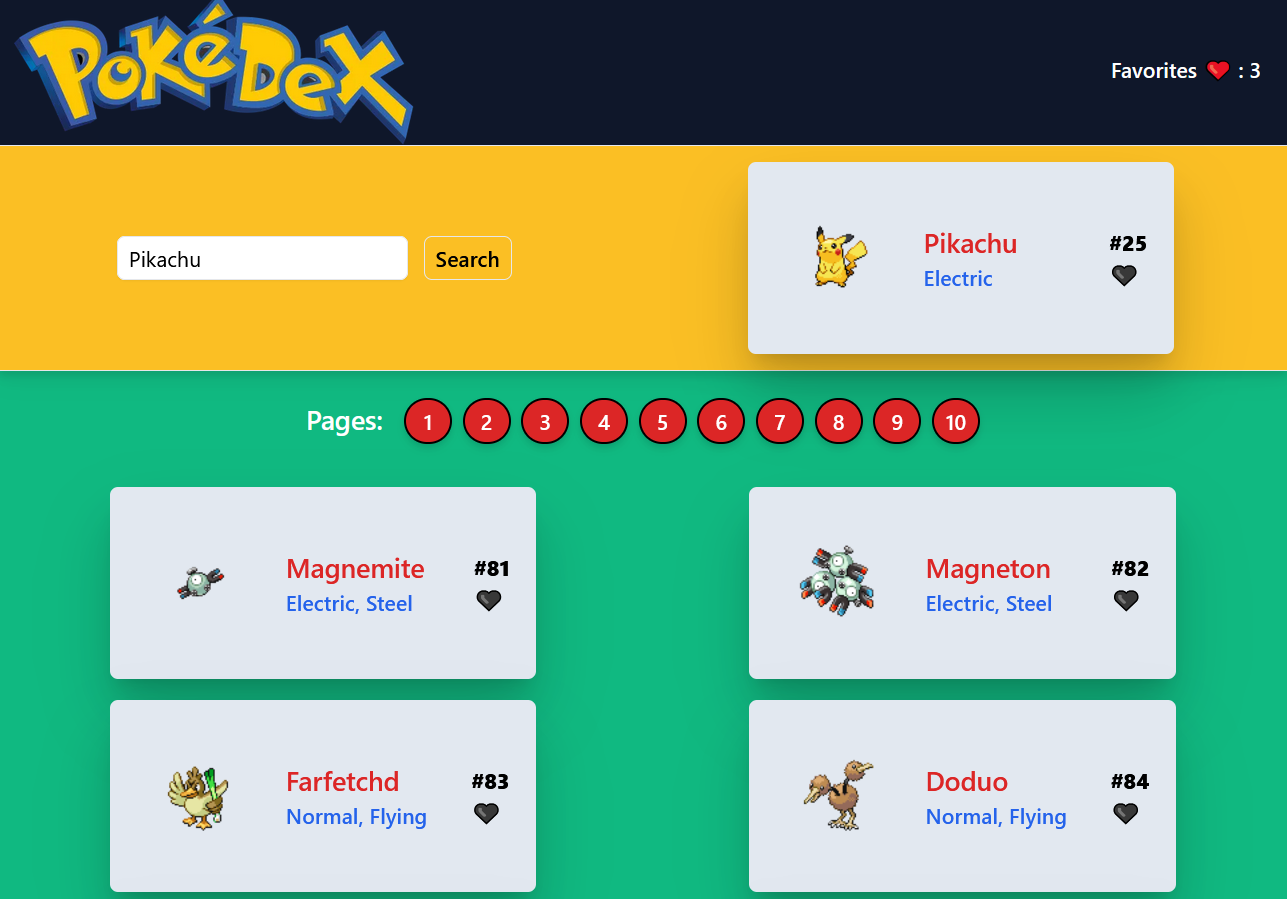 PoKéDeX
Favorites ❤ : 3
Pikachu
Search
Pikachu
#25
Electric
Pages:
1 2 3 4 5 6 7 8 9 10
Magnemite
#81
Electric, Steel
Magneton
#82
Electric, Steel
Farfetchd
#83
Normal, Flying
Doduo
#84
Normal, Flying